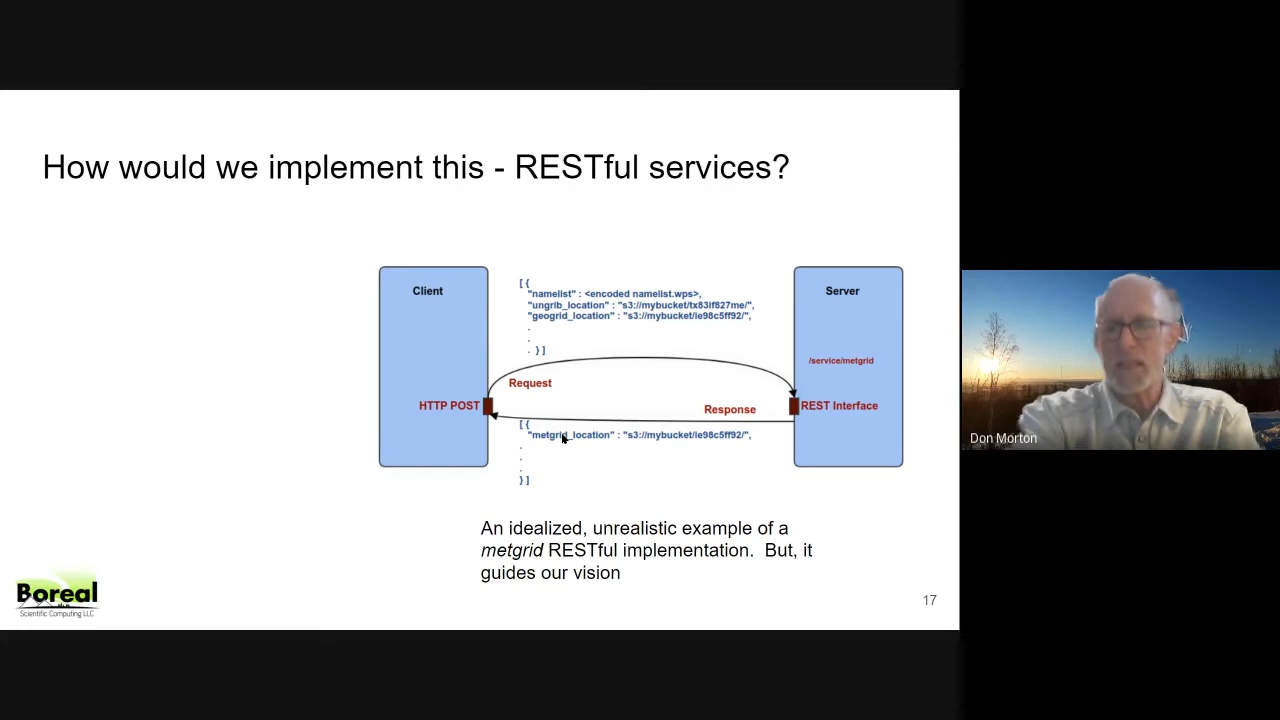 How would we implement this - RESTful services?
Client
Server
[ {
"namelist" : <encoded namelist.wps>,
"ungrib_location" : "s3://mybucket/tx83if827me/",
"geogrid_location" : "s3://mybucket/ie98c5ff92/",
.
.
. } ]
/service/metgrid
Request
HTTP POST
Response
REST Interface
[ {
"metgrid_location" : "s3://mybucket/ie98c5ff92/",
.
.
.
} ]
An idealized, unrealistic example of a
metgrid RESTful implementation. But, it
guides our vision
Boreal
Scientific Computing LLC
17
Don Morton